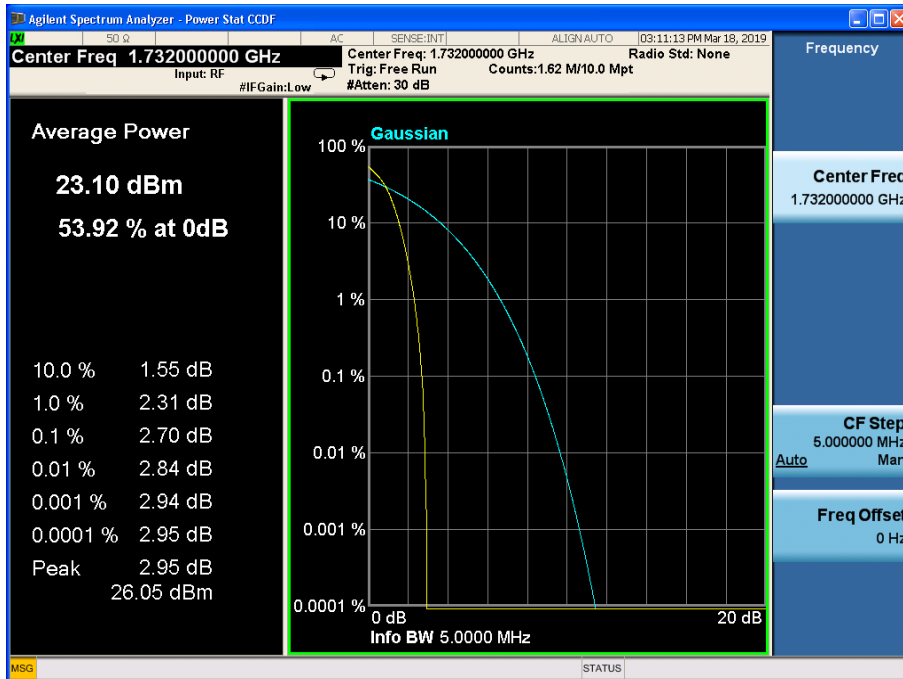 Agilent Spectrum Analyzer - Power Stat CCDF
LXI 50 Ω AC SENSE:INT ALIGN AUTO 03:11:13 PM Mar 18, 2019
Center Freq 1.732000000 GHz
Input: RF
#IFGain:Low
Center Freq: 1.732000000 GHz
Radio Std: None
Trig: Free Run
Counts:1.62 M/10.0 Mpt
#Atten: 30 dB
Average Power
23.10 dBm
53.92 % at 0dB
10.0 % 1.55 dB
1.0 % 2.31 dB
0.1 % 2.70 dB
0.01 % 2.84 dB
0.001 % 2.94 dB
0.0001 % 2.95 dB
Peak 2.95 dB
26.05 dBm
Gaussian
100 %
10 %
1 %
0.1 %
0.01 %
0.001 %
0.0001 %
0 dB 20 dB
Info BW 5.0000 MHz
Frequency
Center Freq
1.732000000 GHz
CF Step
5.000000 MHz
Auto Man
Freq Offset
0 Hz
MSG STATUS